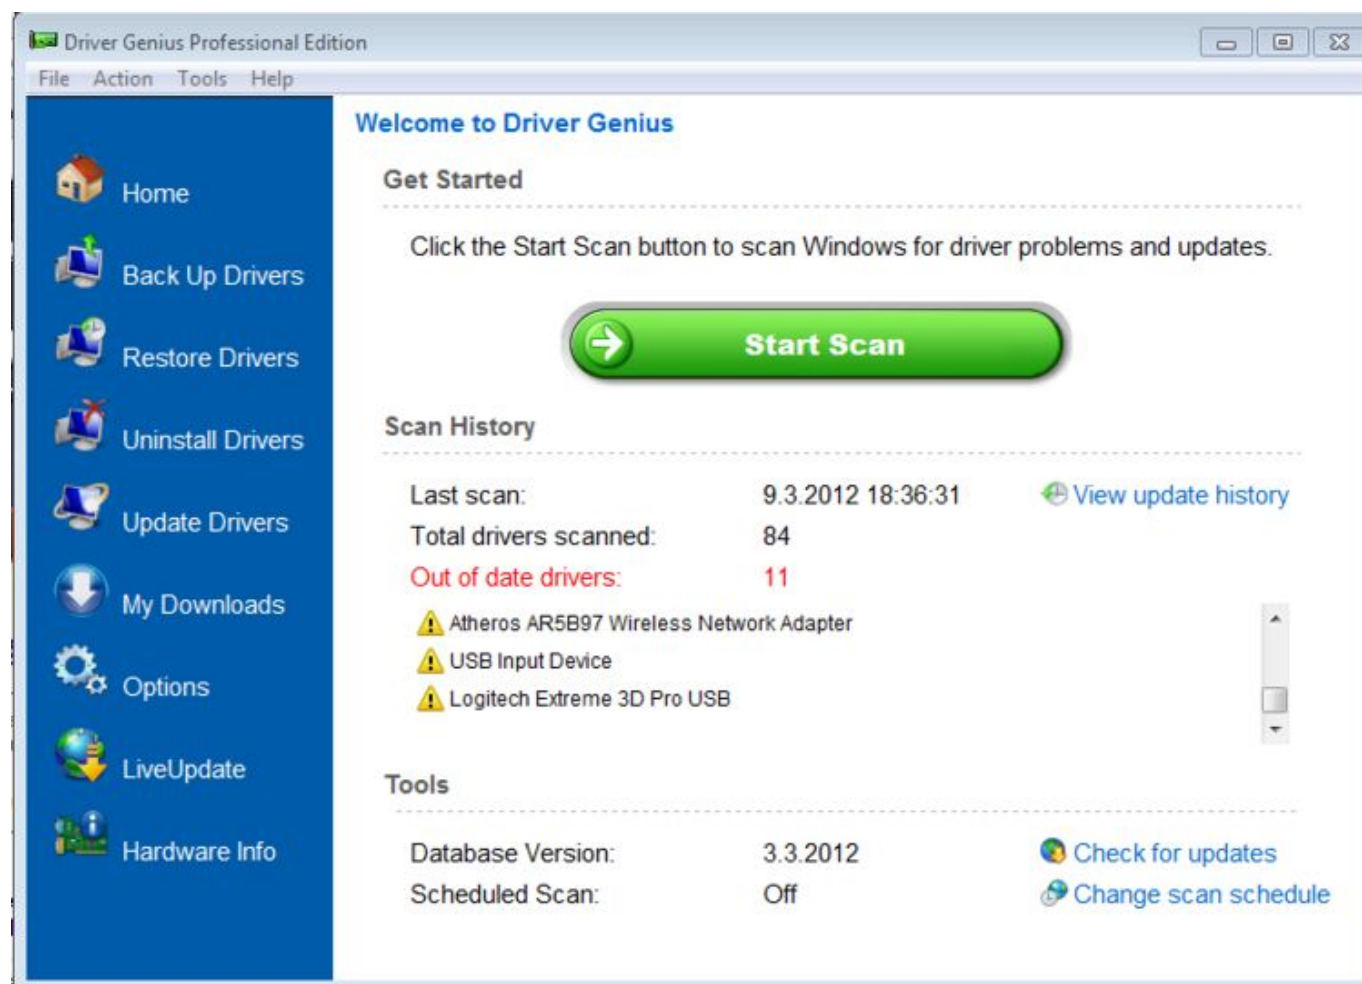 Driver Genius Professional Edition
File Action Tools Help
Home
Back Up Drivers
Restore Drivers
Uninstall Drivers
Update Drivers
My Downloads
Options
LiveUpdate
Hardware Info
Welcome to Driver Genius
Get Started
Click the Start Scan button to scan Windows for driver problems and updates.
Start Scan
Scan History
Last scan: 9.3.2012 18:36:31 View update history
Total drivers scanned: 84
Out of date drivers: 11
Atheros AR5B97 Wireless Network Adapter
USB Input Device
Logitech Extreme 3D Pro USB
Tools
Database Version: 3.3.2012 Check for updates
Scheduled Scan: Off Change scan schedule